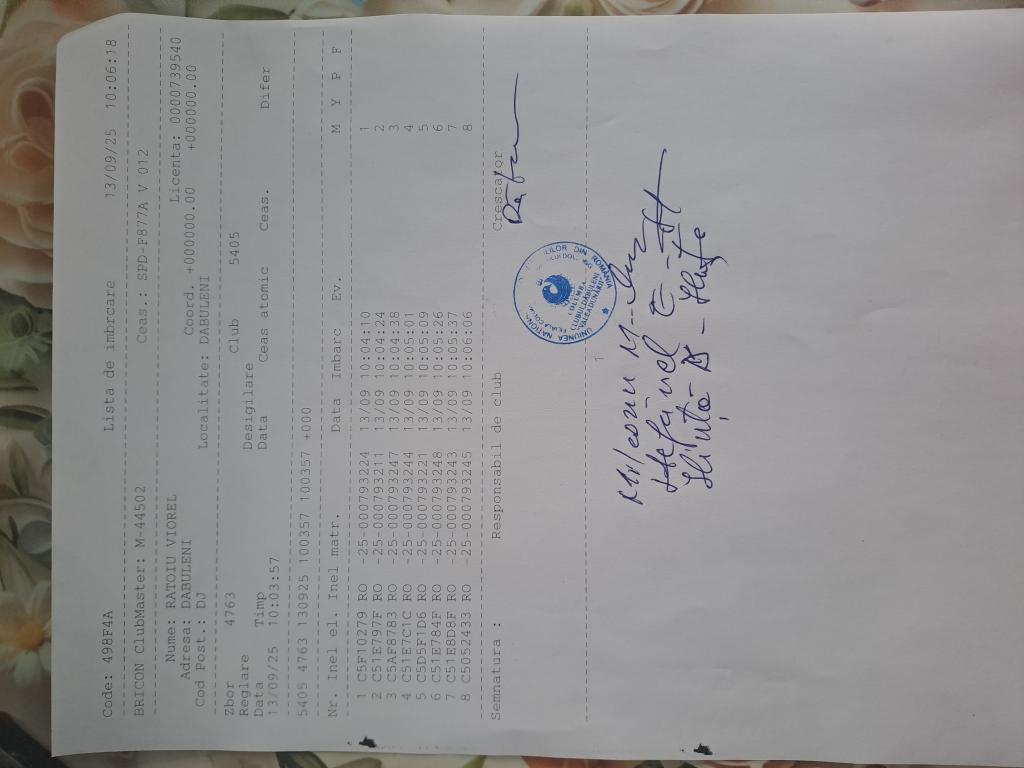 Code: 498F4A Lista de imbrcare 13/09/25 10:06:18
BRICON ClubMaster: M-44502 Ceas.: SPD-F877A V 012
Nume: RATOIU VIOREL Licenta: 0000739540
Adresa: DABULENI Coord. +000000.00 +000000.00
Cod Post.: DJ Localitate: DABULENI
Zbor 4763 Club 5405
Reglare Desigilare
Data Timp Data Ceas atomic Ceas. Difer
13/09/25 10:03:57
5405 4763 130925 100357 100357 +000
Nr. Inel el. Inel matr. Data Imbarc Ev. M Y P F
1 C5F10279 RO -25-000793224 13/09 10:04:10 1
2 C51E797F RO -25-000793211 13/09 10:04:24 2
3 C5AF8783 RO -25-000793247 13/09 10:04:38 3
4 C51E7C1C RO -25-000793244 13/09 10:05:01 4
5 C5D5F1D6 RO -25-000793221 13/09 10:05:09 5
6 C51E784F RO -25-000793248 13/09 10:05:26 6
7 C51E8D8F RO -25-000793243 13/09 10:05:37 7
8 C5052433 RO -25-000793245 13/09 10:06:06 8
Semnatura : Responsabil de club Crescator
UNIUNEA NATION ILOR DIN ROMANIA
Ștefănel